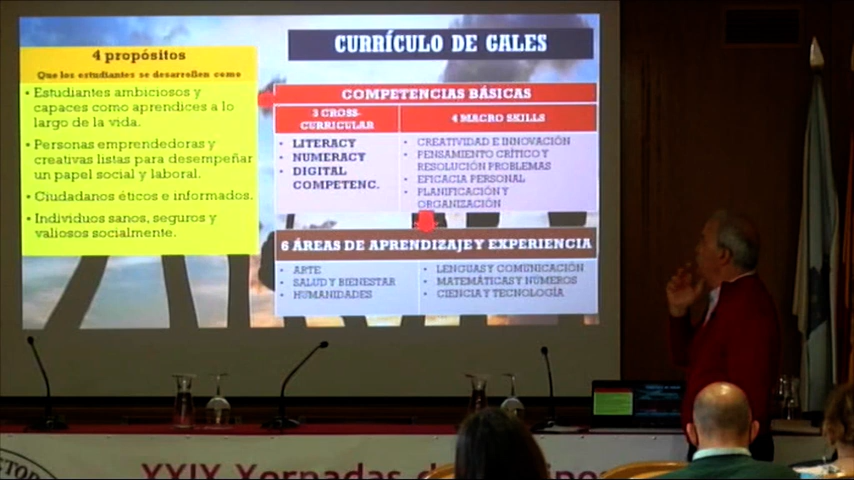 CURRÍCULO DE GALES
4 propósitos
Que los estudiantes se desarrollen como
• Estudiantes ambiciosos y
capaces como aprendices a lo
largo de la vida.
• Personas emprendedoras y
creativas listas para desempeñar
un papel social y laboral.
• Ciudadanos éticos e informados.
• Individuos sanos, seguros y
valiosos socialmente.
COMPETENCIAS BÁSICAS
3 CROSS-
CURRICULAR
• LITERACY
• NUMERACY
• DIGITAL
COMPETENC.
4 MACRO SKILLS
• CREATIVIDAD E INNOVACIÓN
• PENSAMIENTO CRÍTICO Y
RESOLUCIÓN PROBLEMAS
• EFICACIA PERSONAL
• PLANIFICACIÓN Y
ORGANIZACIÓN
6 ÁREAS DE APRENDIZAJE Y EXPERIENCIA
• ARTE
• SALUD Y BIENESTAR
• HUMANIDADES
• LENGUAS Y COMUNICACIÓN
• MATEMÁTICAS Y NÚMEROS
• CIENCIA Y TECNOLOGÍA
XXIX Xornadas